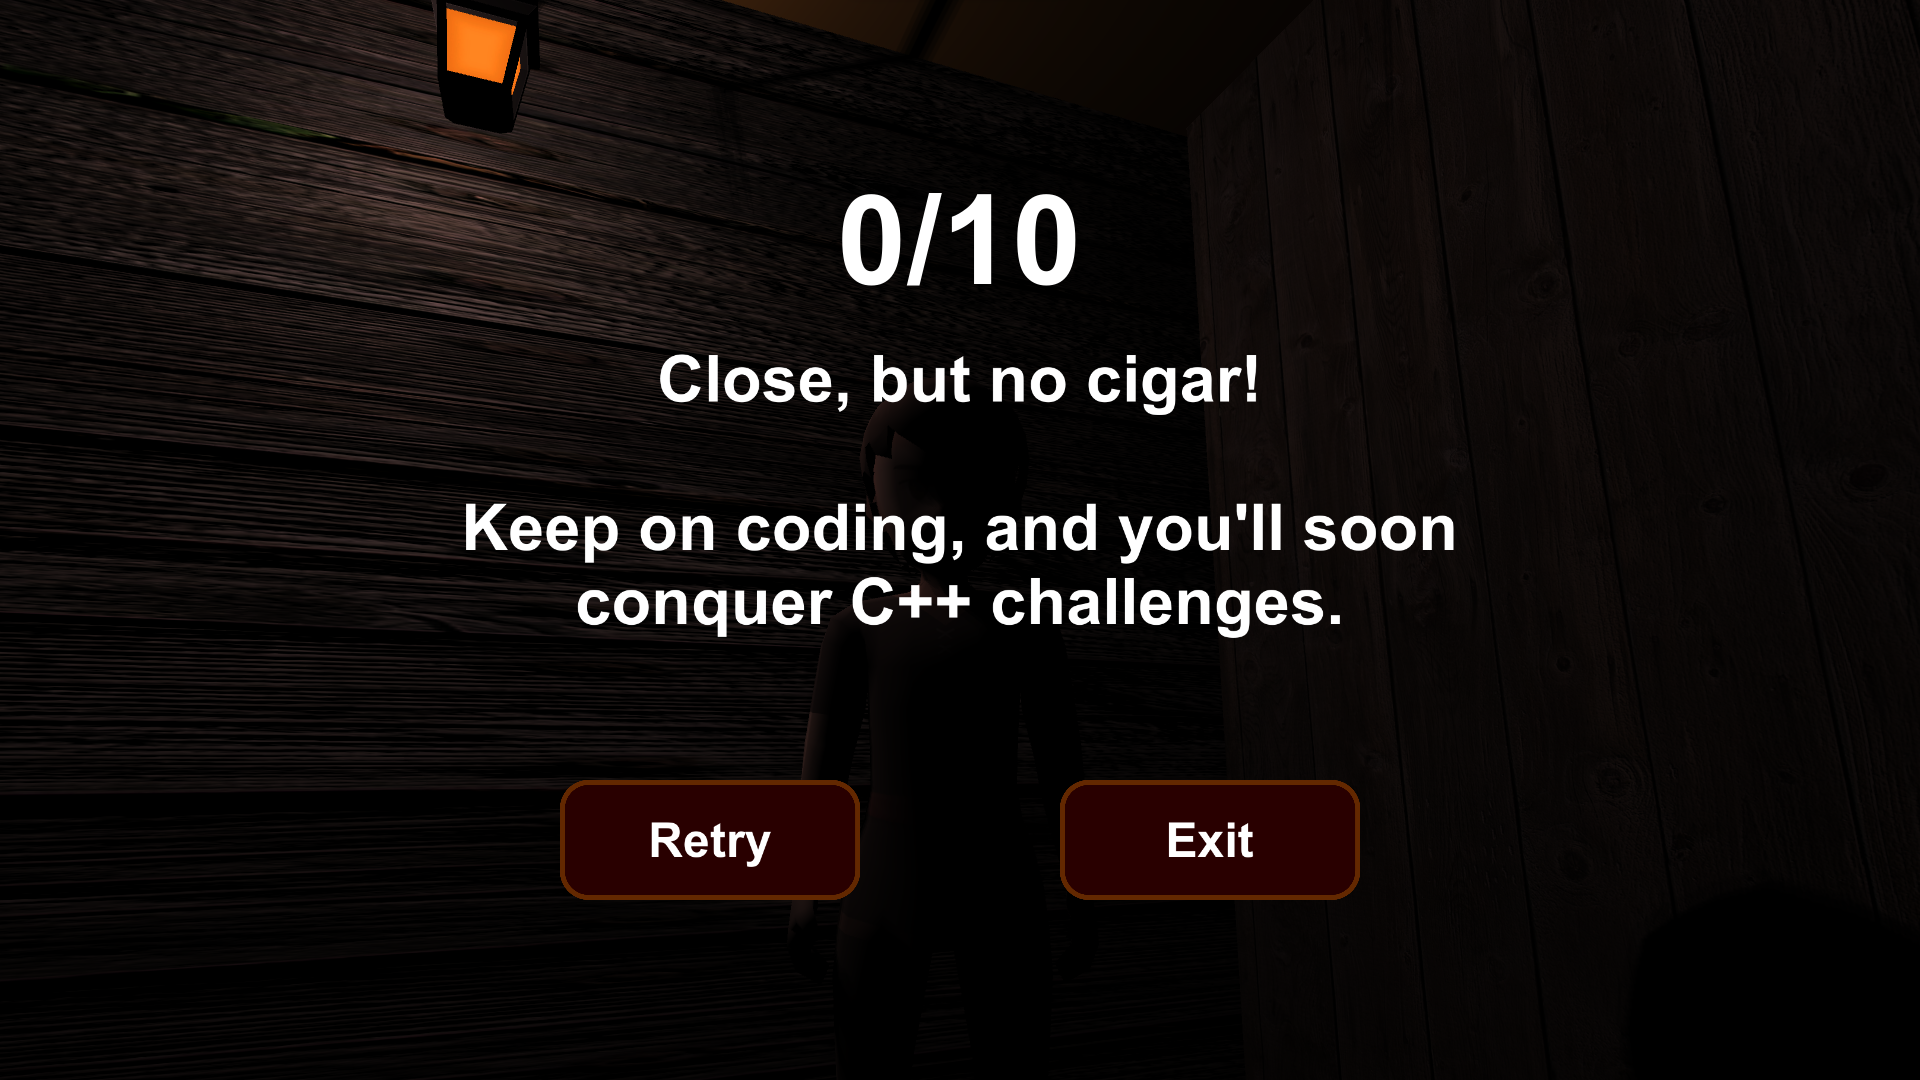 0/10
Close, but no cigar!
Keep on coding, and you'll soon
conquer C++ challenges.
Retry
Exit